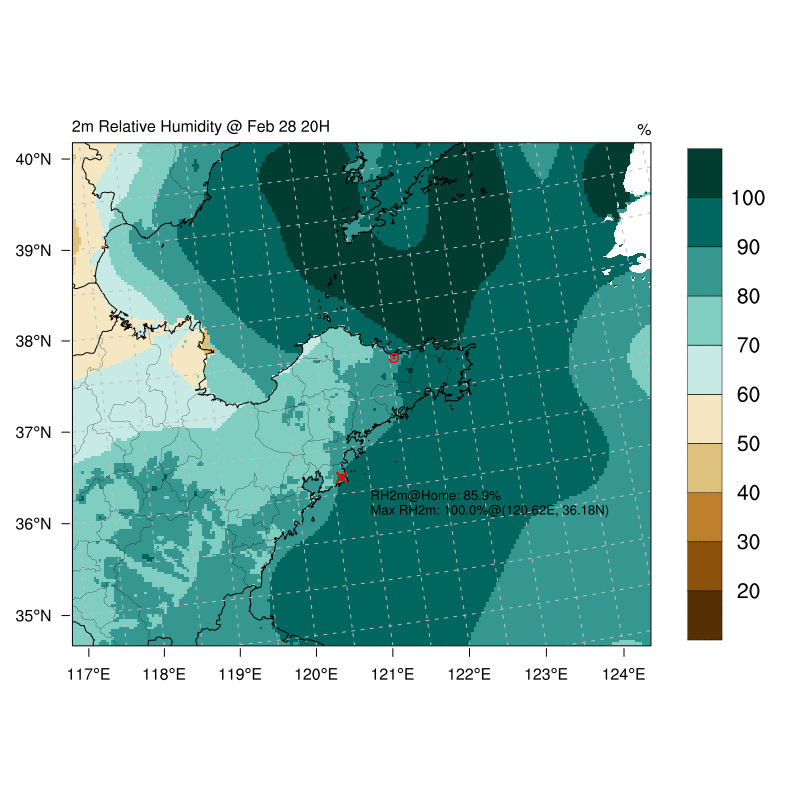 2m Relative Humidity @ Feb 28 20H
%
40°N
39°N
38°N
37°N
36°N
35°N
117°E
118°E
119°E
120°E
121°E
122°E
123°E
124°E
RH2m@Home: 85.9%
Max RH2m: 100.0%@(120.62E, 36.18N)
100
90
80
70
60
50
40
30
20